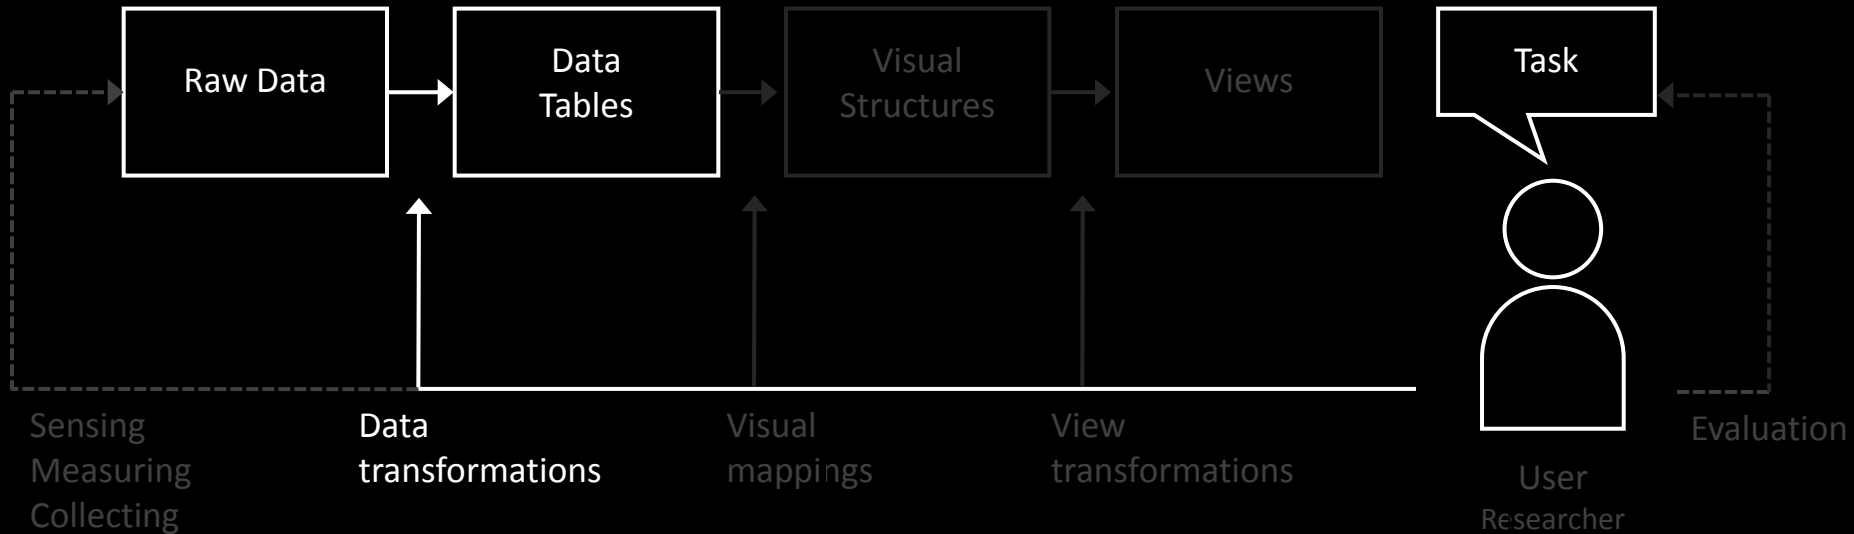 Raw Data
Data
Tables
Visual
Structures
Views
Task
Sensing
Measuring
Collecting
Data
transformations
Visual
mappings
View
transformations
User
Researcher
Evaluation